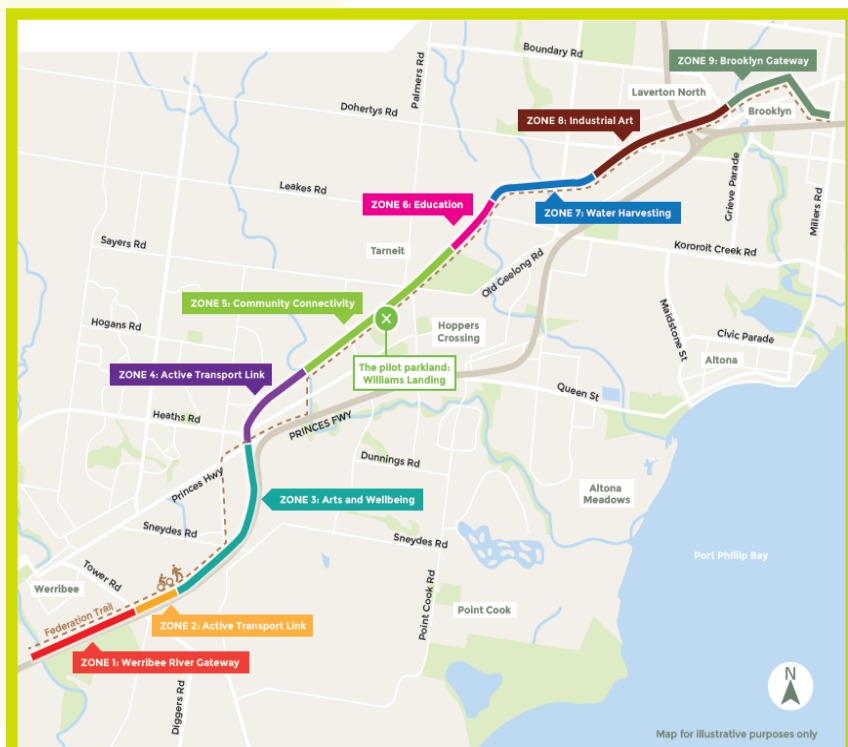 Boundary Rd
ZONE 9: Brooklyn Gateway
Palmers Rd
Laverton North
Dohertys Rd
Brooklyn
ZONE 8: Industrial Art
Leakes Rd
Grieve Parade
Millers Rd
ZONE 6: Education
ZONE 7: Water Harvesting
Sayers Rd
Tarneit
Kororoit Creek Rd
Old Geelong Rd
ZONE 5: Community Connectivity
Hogans Rd
Hoppers
Crossing
Maidstone St
Civic Parade
Altona
The pilot parkland:
Williams Landing
ZONE 4: Active Transport Link
Queen St
Heaths Rd
PRINCES FWY
Dunnings Rd
Princes Hwy
Altona
Meadows
ZONE 3: Arts and Wellbeing
Sneydes Rd
Sneydes Rd
Port Phillip Bay
Tower Rd
Werribee
Point Cook Rd
Point Cook
Federation Trail
ZONE 2: Active Transport Link
ZONE 1: Werribee River Gateway
Diggers Rd
N
Map for illustrative purposes only